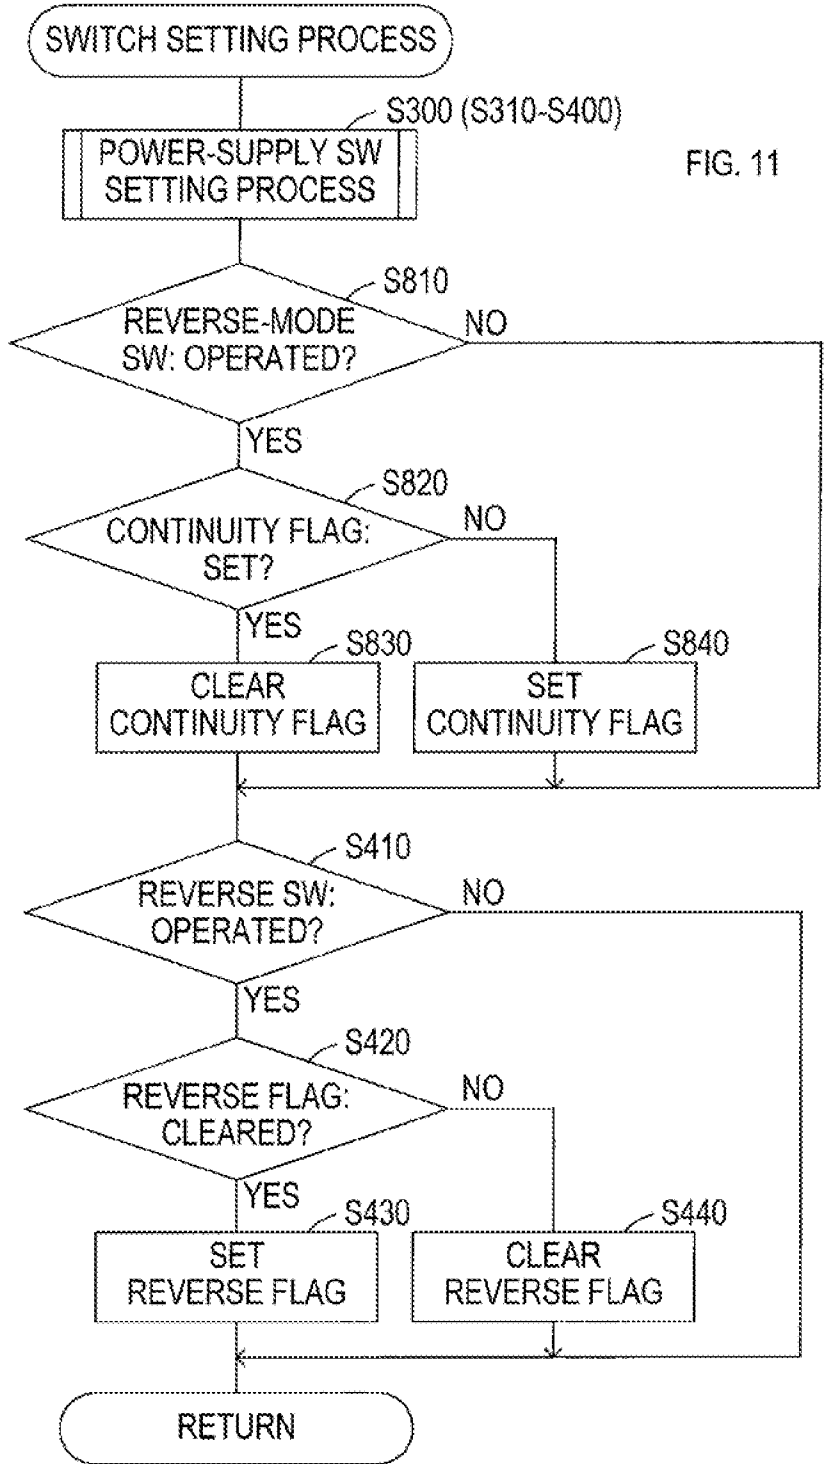 SWITCH SETTING PROCESS
S300 (S310-S400)
POWER-SUPPLY SW
SETTING PROCESS
FIG. 11
S810
REVERSE-MODE
SW: OPERATED?
NO
YES
S820
CONTINUITY FLAG:
SET?
NO
YES
S830
CLEAR
CONTINUITY FLAG
S840
SET
CONTINUITY FLAG
S410
REVERSE SW:
OPERATED?
NO
YES
S420
REVERSE FLAG:
CLEARED?
NO
YES
S430
SET
REVERSE FLAG
S440
CLEAR
REVERSE FLAG
RETURN